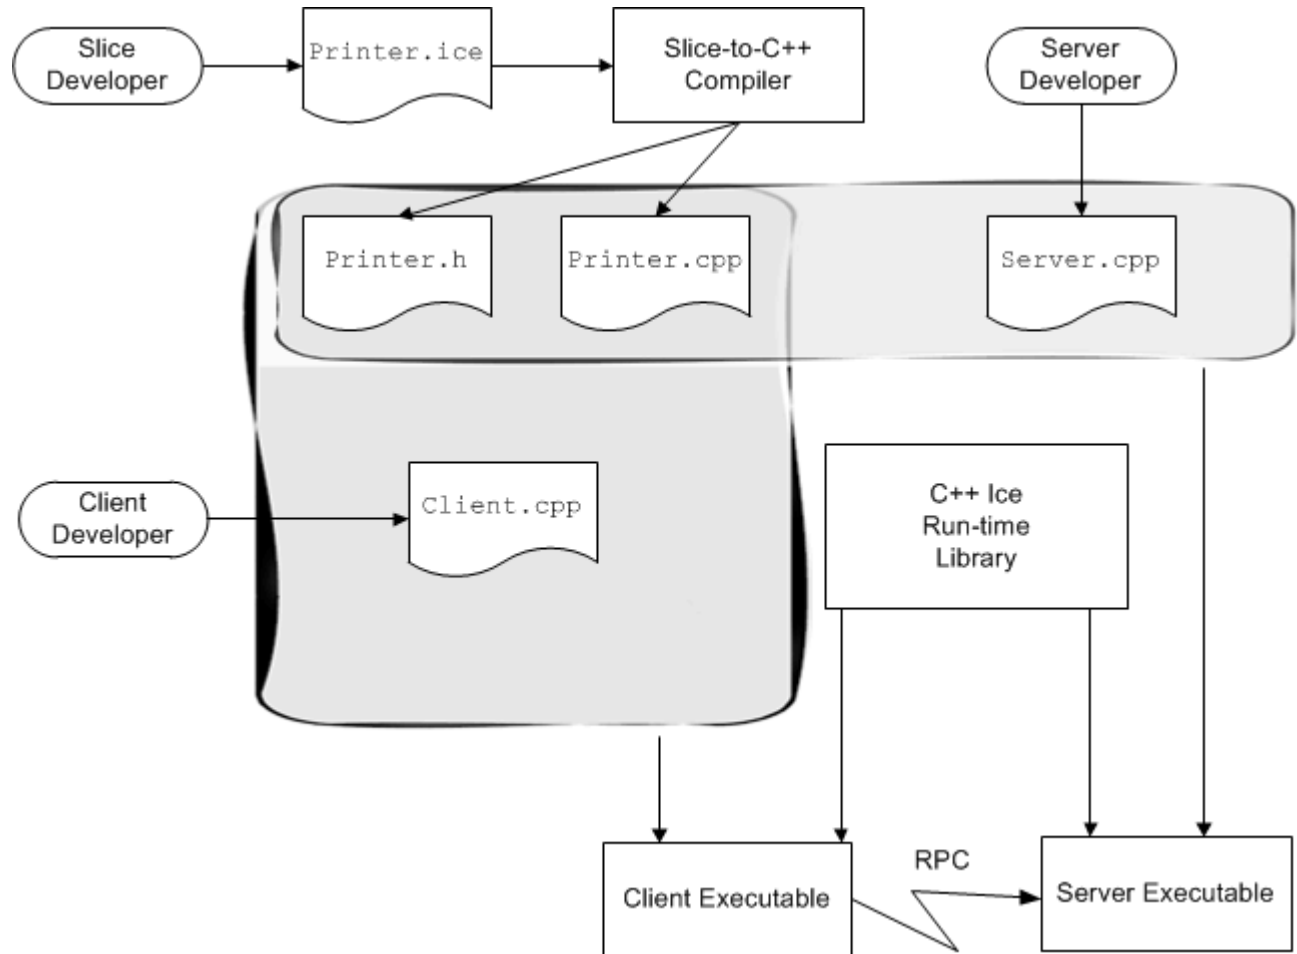 Slice
Developer
Printer.ice
Slice-to-C++
Compiler
Server
Developer
Printer.h
Printer.cpp
Server.cpp
Client
Developer
Client.cpp
C++ Ice
Run-time
Library
RPC
Client Executable
Server Executable